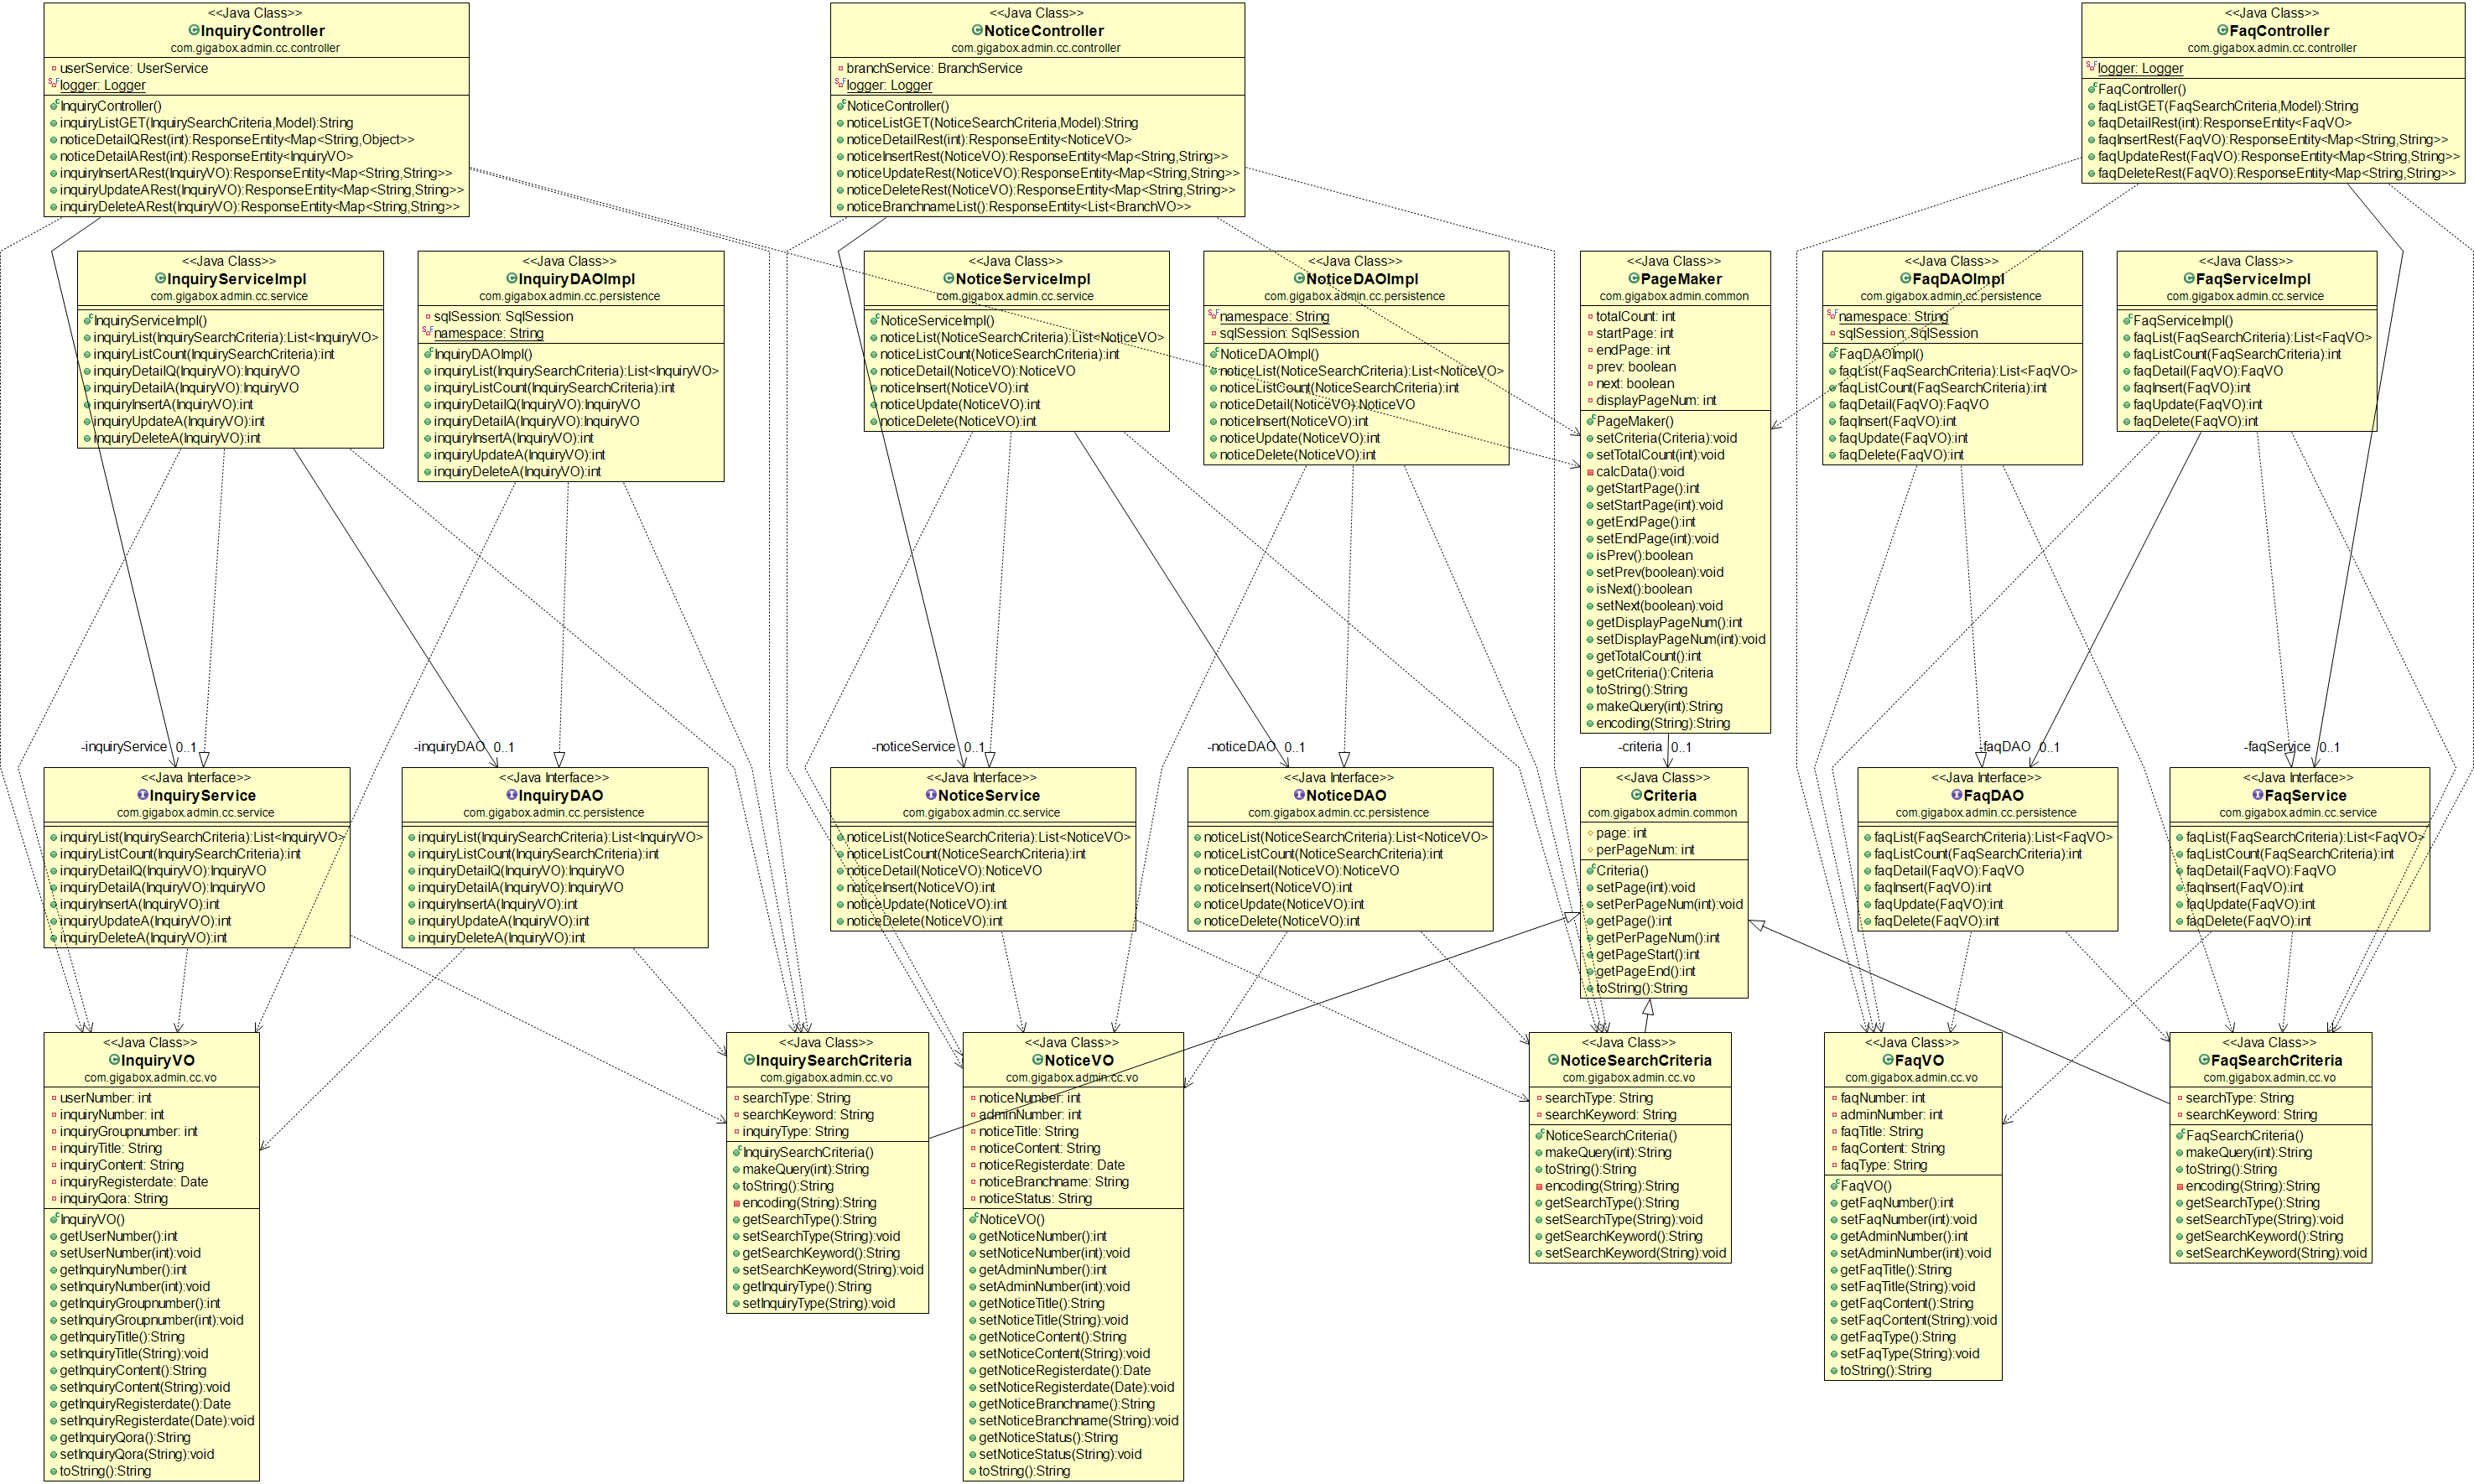 <<Java Class>>
InquiryController
com.gigabox.admin.cc.controller
userService: UserService
logger: Logger
InquiryController()
inquiryListGET(InquirySearchCriteria,Model):String
noticeDetailQRest(int):ResponseEntity<Map<String,Object>>
noticeDetailARest(int):ResponseEntity<InquiryVO>
inquiryInsertARest(InquiryVO):ResponseEntity<Map<String,String>>
inquiryUpdateARest(InquiryVO):ResponseEntity<Map<String,String>>
inquiryDeleteARest(InquiryVO):ResponseEntity<Map<String,String>>
<<Java Class>>
NoticeController
com.gigabox.admin.cc.controller
branchService: BranchService
logger: Logger
NoticeController()
noticeListGET(NoticeSearchCriteria,Model):String
noticeDetailRest(int):ResponseEntity<NoticeVO>
noticeInsertRest(NoticeVO):ResponseEntity<Map<String,String>>
noticeUpdateRest(NoticeVO):ResponseEntity<Map<String,String>>
noticeDeleteRest(NoticeVO):ResponseEntity<Map<String,String>>
noticeBranchnameList():ResponseEntity<List<BranchVO>>
<<Java Class>>
FaqController
com.gigabox.admin.cc.controller
logger: Logger
FaqController()
faqListGET(FaqSearchCriteria,Model):String
faqDetailRest(int):ResponseEntity<FaqVO>
faqInsertRest(FaqVO):ResponseEntity<Map<String,String>>
faqUpdateRest(FaqVO):ResponseEntity<Map<String,String>>
faqDeleteRest(FaqVO):ResponseEntity<Map<String,String>>
<<Java Class>>
InquiryServiceImpl
com.gigabox.admin.cc.service
InquiryServiceImpl()
inquiryList(InquirySearchCriteria):List<InquiryVO>
inquiryListCount(InquirySearchCriteria):int
inquiryDetailQ(InquiryVO):InquiryVO
inquiryDetailA(InquiryVO):InquiryVO
inquiryInsertA(InquiryVO):int
inquiryUpdateA(InquiryVO):int
inquiryDeleteA(InquiryVO):int
<<Java Class>>
InquiryDAOImpl
com.gigabox.admin.cc.persistence
sqlSession: SqlSession
namespace: String
InquiryDAOImpl()
inquiryList(InquirySearchCriteria):List<InquiryVO>
inquiryListCount(InquirySearchCriteria):int
inquiryDetailQ(InquiryVO):InquiryVO
inquiryDetailA(InquiryVO):InquiryVO
inquiryInsertA(InquiryVO):int
inquiryUpdateA(InquiryVO):int
inquiryDeleteA(InquiryVO):int
<<Java Class>>
NoticeServiceImpl
com.gigabox.admin.cc.service
NoticeServiceImpl()
noticeList(NoticeSearchCriteria):List<NoticeVO>
noticeListCount(NoticeSearchCriteria):int
noticeDetail(NoticeVO):NoticeVO
noticeInsert(NoticeVO):int
noticeUpdate(NoticeVO):int
noticeDelete(NoticeVO):int
<<Java Class>>
NoticeDAOImpl
com.gigabox.admin.cc.persistence
namespace: String
sqlSession: SqlSession
NoticeDAOImpl()
noticeList(NoticeSearchCriteria):List<NoticeVO>
noticeListCount(NoticeSearchCriteria):int
noticeDetail(NoticeVO):NoticeVO
noticeInsert(NoticeVO):int
noticeUpdate(NoticeVO):int
noticeDelete(NoticeVO):int
<<Java Class>>
PageMaker
com.gigabox.admin.common
totalCount: int
startPage: int
endPage: int
prev: boolean
next: boolean
displayPageNum: int
PageMaker()
setCriteria(Criteria):void
setTotalCount(int):void
calcData():void
getStartPage():int
setStartPage(int):void
getEndPage():int
setEndPage(int):void
isPrev():boolean
setPrev(boolean):void
isNext():boolean
setNext(boolean):void
getDisplayPageNum():int
setDisplayPageNum(int):void
getTotalCount():int
getCriteria():Criteria
toString():String
makeQuery(int):String
encoding(String):String
<<Java Class>>
FaqDAOImpl
com.gigabox.admin.cc.persistence
namespace: String
sqlSession: SqlSession
FaqDAOImpl()
faqList(FaqSearchCriteria):List<FaqVO>
faqListCount(FaqSearchCriteria):int
faqDetail(FaqVO):FaqVO
faqInsert(FaqVO):int
faqUpdate(FaqVO):int
faqDelete(FaqVO):int
<<Java Class>>
FaqServiceImpl
com.gigabox.admin.cc.service
FaqServiceImpl()
faqList(FaqSearchCriteria):List<FaqVO>
faqListCount(FaqSearchCriteria):int
faqDetail(FaqVO):FaqVO
faqInsert(FaqVO):int
faqUpdate(FaqVO):int
faqDelete(FaqVO):int
-inquiryService 0..1
-inquiryDAO 0..1
-noticeService 0..1
-noticeDAO 0..1
-criteria 0..1
-faqDAO 0..1
-faqService 0..1
<<Java Interface>>
InquiryService
com.gigabox.admin.cc.service
inquiryList(InquirySearchCriteria):List<InquiryVO>
inquiryListCount(InquirySearchCriteria):int
inquiryDetailQ(InquiryVO):InquiryVO
inquiryDetailA(InquiryVO):InquiryVO
inquiryInsertA(InquiryVO):int
inquiryUpdateA(InquiryVO):int
inquiryDeleteA(InquiryVO):int
<<Java Interface>>
InquiryDAO
com.gigabox.admin.cc.persistence
inquiryList(InquirySearchCriteria):List<InquiryVO>
inquiryListCount(InquirySearchCriteria):int
inquiryDetailQ(InquiryVO):InquiryVO
inquiryDetailA(InquiryVO):InquiryVO
inquiryInsertA(InquiryVO):int
inquiryUpdateA(InquiryVO):int
inquiryDeleteA(InquiryVO):int
<<Java Interface>>
NoticeService
com.gigabox.admin.cc.service
noticeList(NoticeSearchCriteria):List<NoticeVO>
noticeListCount(NoticeSearchCriteria):int
noticeDetail(NoticeVO):NoticeVO
noticeInsert(NoticeVO):int
noticeUpdate(NoticeVO):int
noticeDelete(NoticeVO):int
<<Java Interface>>
NoticeDAO
com.gigabox.admin.cc.persistence
noticeList(NoticeSearchCriteria):List<NoticeVO>
noticeListCount(NoticeSearchCriteria):int
noticeDetail(NoticeVO):NoticeVO
noticeInsert(NoticeVO):int
noticeUpdate(NoticeVO):int
noticeDelete(NoticeVO):int
<<Java Class>>
Criteria
com.gigabox.admin.common
page: int
perPageNum: int
Criteria()
setPage(int):void
setPerPageNum(int):void
getPage():int
getPerPageNum():int
getPageStart():int
getPageEnd():int
toString():String
<<Java Interface>>
FaqDAO
com.gigabox.admin.cc.persistence
faqList(FaqSearchCriteria):List<FaqVO>
faqListCount(FaqSearchCriteria):int
faqDetail(FaqVO):FaqVO
faqInsert(FaqVO):int
faqUpdate(FaqVO):int
faqDelete(FaqVO):int
<<Java Interface>>
FaqService
com.gigabox.admin.cc.service
faqList(FaqSearchCriteria):List<FaqVO>
faqListCount(FaqSearchCriteria):int
faqDetail(FaqVO):FaqVO
faqInsert(FaqVO):int
faqUpdate(FaqVO):int
faqDelete(FaqVO):int
<<Java Class>>
InquiryVO
com.gigabox.admin.cc.vo
userNumber: int
inquiryNumber: int
inquiryGroupnumber: int
inquiryTitle: String
inquiryContent: String
inquiryRegisterdate: Date
inquiryQora: String
InquiryVO()
getUserNumber():int
setUserNumber(int):void
getInquiryNumber():int
setInquiryNumber(int):void
getInquiryGroupnumber():int
setInquiryGroupnumber(int):void
getInquiryTitle():String
setInquiryTitle(String):void
getInquiryContent():String
setInquiryContent(String):void
getInquiryRegisterdate():Date
setInquiryRegisterdate(Date):void
getInquiryQora():String
setInquiryQora(String):void
toString():String
<<Java Class>>
InquirySearchCriteria
com.gigabox.admin.cc.vo
searchType: String
searchKeyword: String
inquiryType: String
InquirySearchCriteria()
makeQuery(int):String
toString():String
encoding(String):String
getSearchType():String
setSearchType(String):void
getSearchKeyword():String
setSearchKeyword(String):void
getInquiryType():String
setInquiryType(String):void
<<Java Class>>
NoticeVO
com.gigabox.admin.cc.vo
noticeNumber: int
adminNumber: int
noticeTitle: String
noticeContent: String
noticeRegisterdate: Date
noticeBranchname: String
noticeStatus: String
NoticeVO()
getNoticeNumber():int
setNoticeNumber(int):void
getAdminNumber():int
setAdminNumber(int):void
getNoticeTitle():String
setNoticeTitle(String):void
getNoticeContent():String
setNoticeContent(String):void
getNoticeRegisterdate():Date
setNoticeRegisterdate(Date):void
getNoticeBranchname():String
setNoticeBranchname(String):void
getNoticeStatus():String
setNoticeStatus(String):void
toString():String
<<Java Class>>
NoticeSearchCriteria
com.gigabox.admin.cc.vo
searchType: String
searchKeyword: String
NoticeSearchCriteria()
makeQuery(int):String
toString():String
encoding(String):String
getSearchType():String
setSearchType(String):void
getSearchKeyword():String
setSearchKeyword(String):void
<<Java Class>>
FaqVO
com.gigabox.admin.cc.vo
faqNumber: int
adminNumber: int
faqTitle: String
faqContent: String
faqType: String
FaqVO()
getFaqNumber():int
setFaqNumber(int):void
getAdminNumber():int
setAdminNumber(int):void
getFaqTitle():String
setFaqTitle(String):void
getFaqContent():String
setFaqContent(String):void
getFaqType():String
setFaqType(String):void
toString():String
<<Java Class>>
FaqSearchCriteria
com.gigabox.admin.cc.vo
searchType: String
searchKeyword: String
FaqSearchCriteria()
makeQuery(int):String
toString():String
encoding(String):String
getSearchType():String
setSearchType(String):void
getSearchKeyword():String
setSearchKeyword(String):void